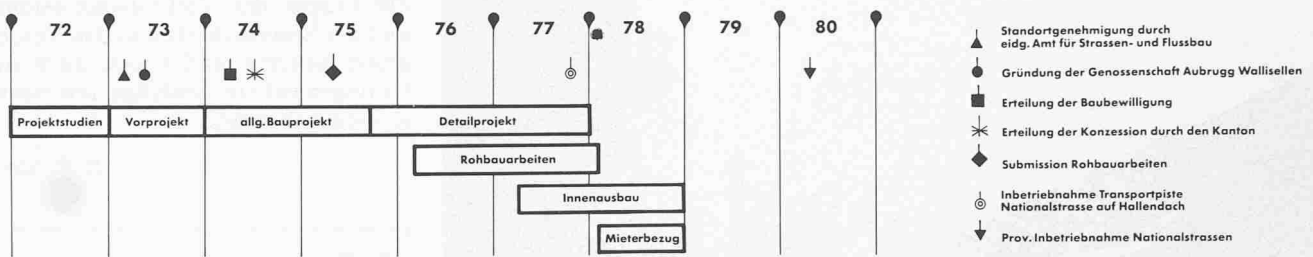 72 73 74 75 76 77 78 79 80
Projektstudien Vorprojekt allg. Bauprojekt Detailprojekt
Rohbauarbeiten
Innenausbau
Mieterbezug
Standortgenehmigung durch
eidg. Amt für Strassen- und Flussbau
Gründung der Genossenschaft Aubrugg Wallisellen
Erteilung der Baubewilligung
Erteilung der Konzession durch den Kanton
Submission Rohbauarbeiten
Inbetriebnahme Transportpiste
Nationalstrasse auf Hallendach
Prov. Inbetriebnahme Nationalstrassen